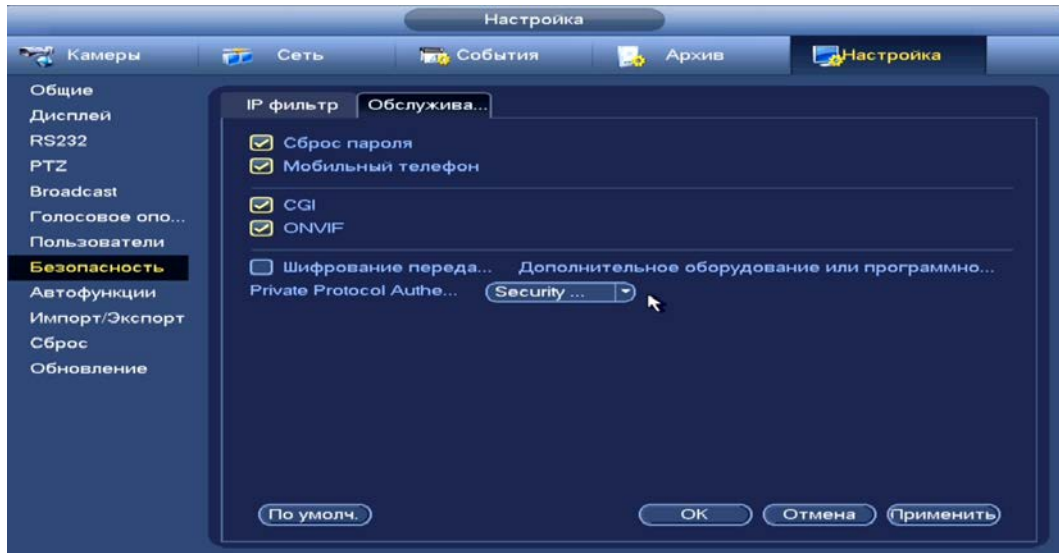 Настройка
Камеры Сеть События Архив Настройка
Общие
Дисплей
RS232
PTZ
Broadcast
Голосовое опо...
Пользователи
Безопасность
Автофункции
Импорт/Экспорт
Сброс
Обновление
IP фильтр Обслужива...
Сброс пароля
Мобильный телефон
CGI
ONVIF
Шифрование переда... Дополнительное оборудование или программно...
Private Protocol Authe... Security ...
По умолч. OK Отмена Применить